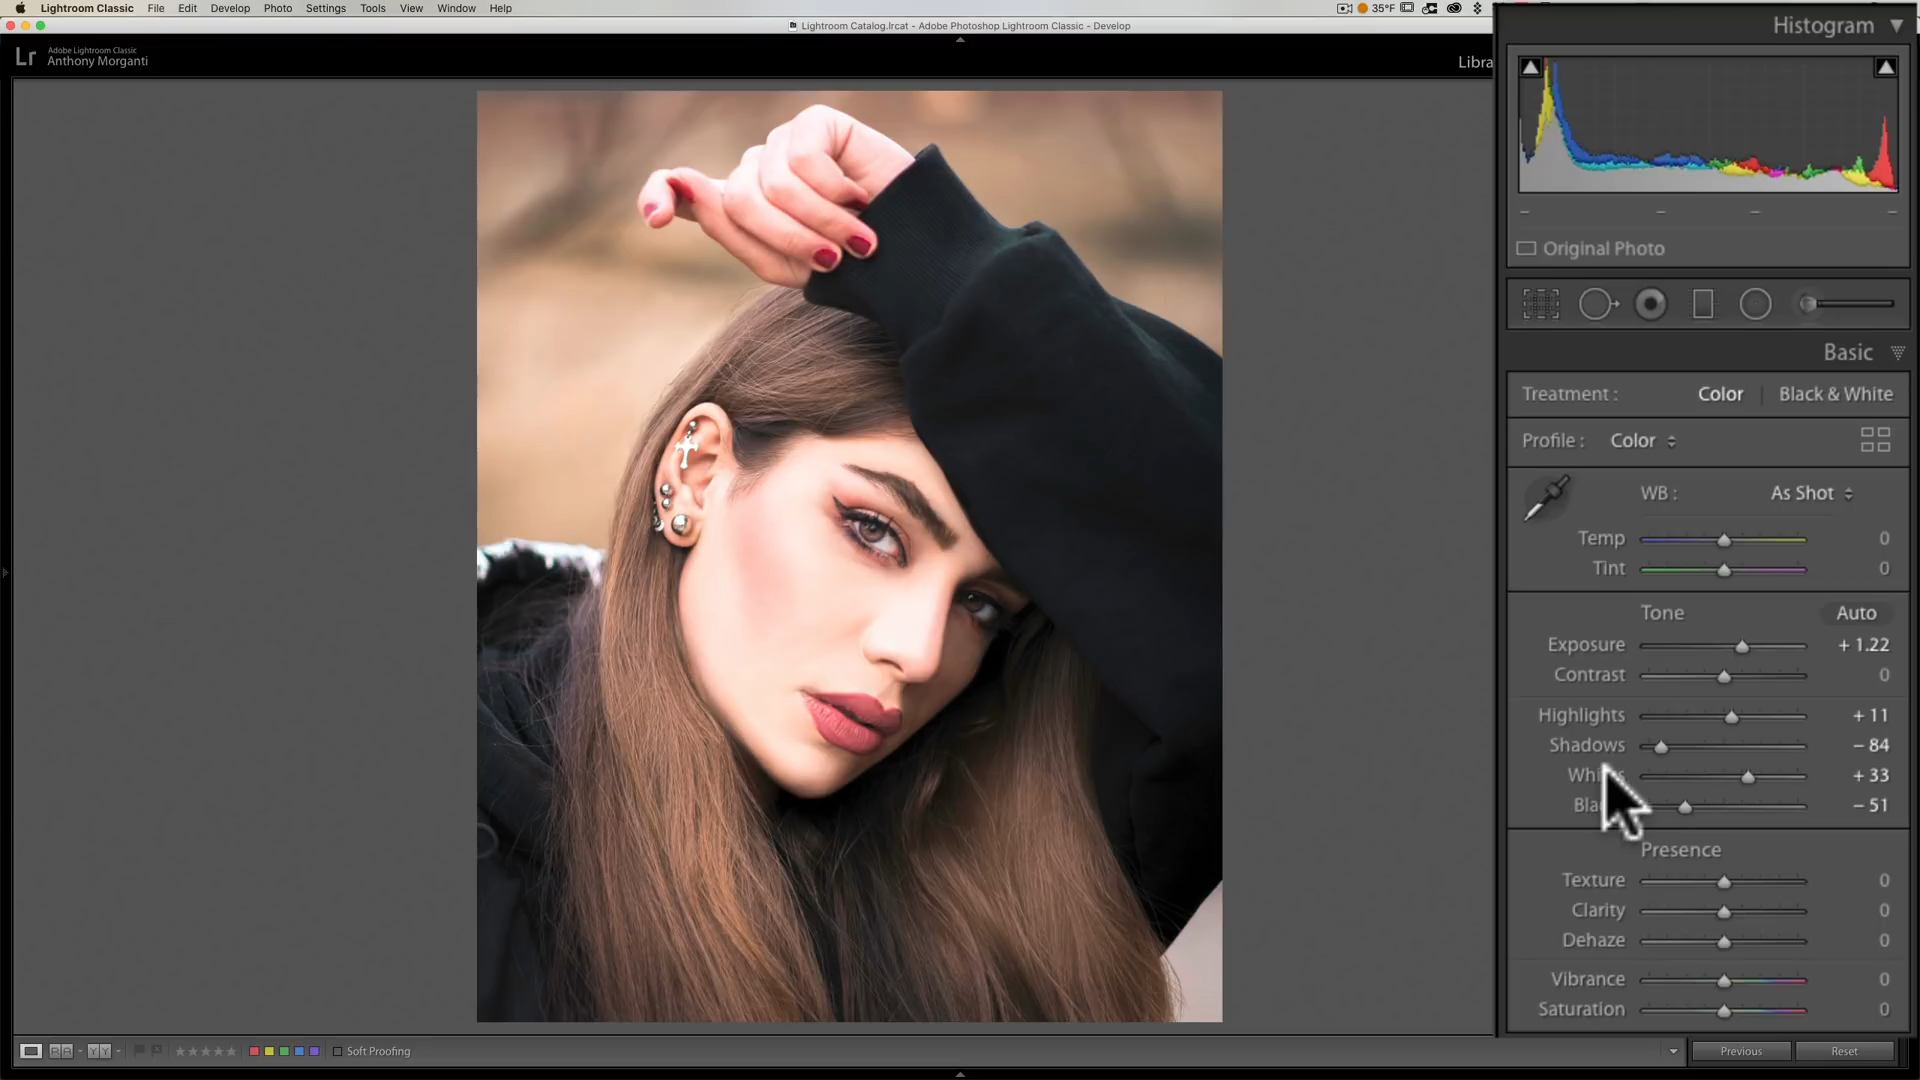 Lightroom Classic File Edit Develop Photo Settings Tools View Window Help
35°F
Lightroom Catalog.lrcat - Adobe Photoshop Lightroom Classic - Develop
Lr
Adobe Lightroom Classic
Anthony Morganti
Libra
Histogram
Original Photo
Basic
Treatment : Color Black & White
Profile : Color
WB : As Shot
Temp 0
Tint 0
Tone Auto
Exposure + 1.22
Contrast 0
Highlights + 11
Shadows - 84
+ 33
- 51
Presence
Texture 0
Clarity 0
Dehaze 0
Vibrance 0
Saturation 0
Soft Proofing
Previous Reset